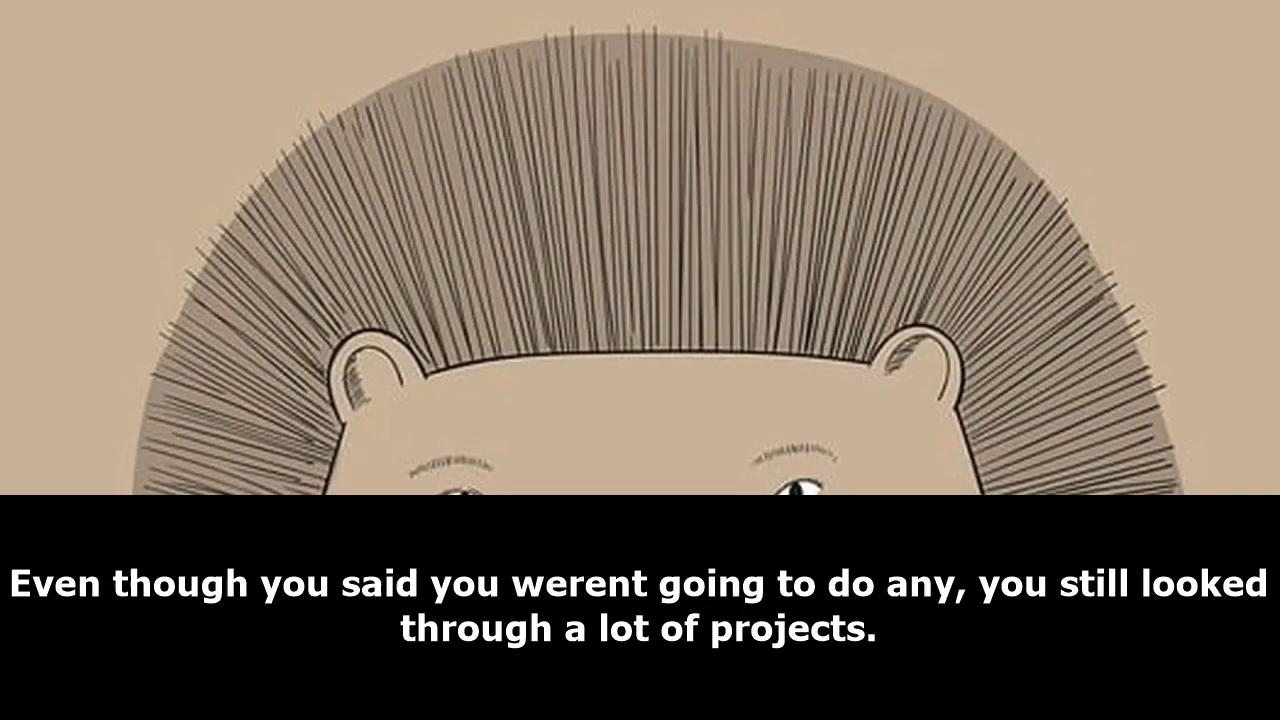 Even though you said you werent going to do any, you still looked
through a lot of projects.